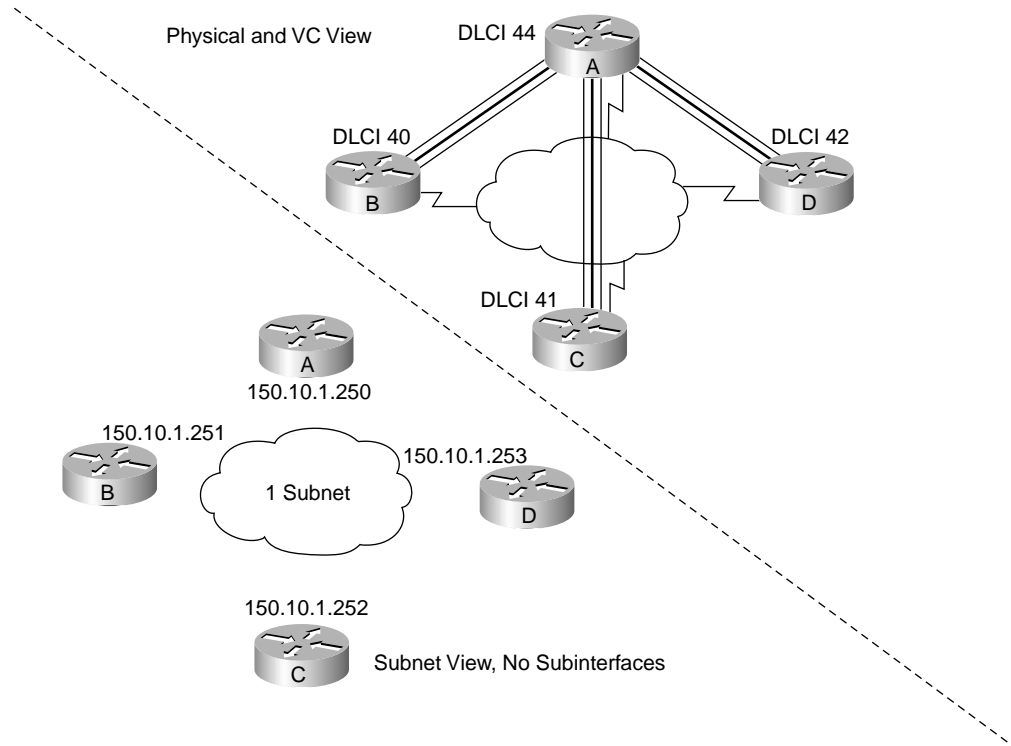 Physical and VC View
DLCI 44
A
DLCI 40
B
DLCI 42
D
DLCI 41
C
A
150.10.1.250
150.10.1.251
B
1 Subnet
150.10.1.253
D
150.10.1.252
C
Subnet View, No Subinterfaces